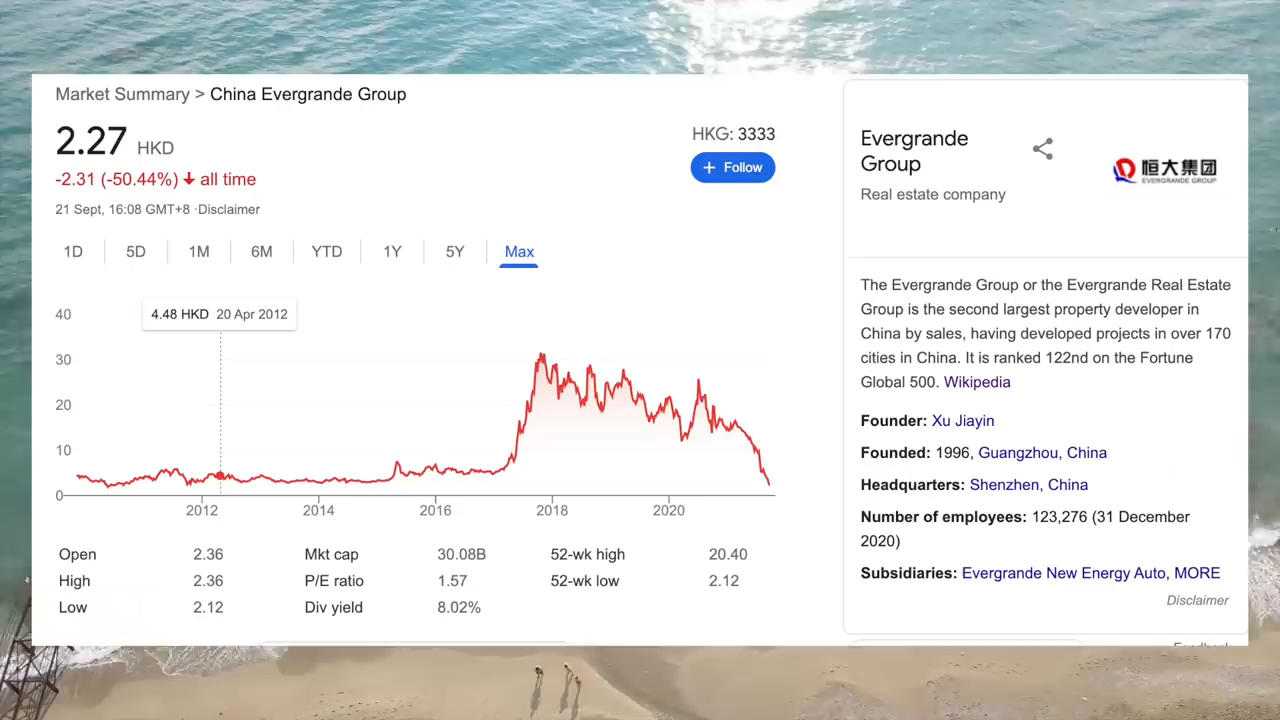 Market Summary > China Evergrande Group
2.27 HKD
-2.31 (-50.44%) ↓ all time
21 Sept, 16:08 GMT+8 ·Disclaimer
HKG: 3333
+ Follow
1D 5D 1M 6M YTD 1Y 5Y Max
4.48 HKD 20 Apr 2012
40
30
20
10
0
2012 2014 2016 2018 2020
Open 2.36 Mkt cap 30.08B 52-wk high 20.40
High 2.36 P/E ratio 1.57 52-wk low 2.12
Low 2.12 Div yield 8.02%
Evergrande
Group
Real estate company
恒大集团
EVERGRANDE GROUP
The Evergrande Group or the Evergrande Real Estate
Group is the second largest property developer in
China by sales, having developed projects in over 170
cities in China. It is ranked 122nd on the Fortune
Global 500. Wikipedia
Founder: Xu Jiayin
Founded: 1996, Guangzhou, China
Headquarters: Shenzhen, China
Number of employees: 123,276 (31 December
2020)
Subsidiaries: Evergrande New Energy Auto, MORE
Disclaimer